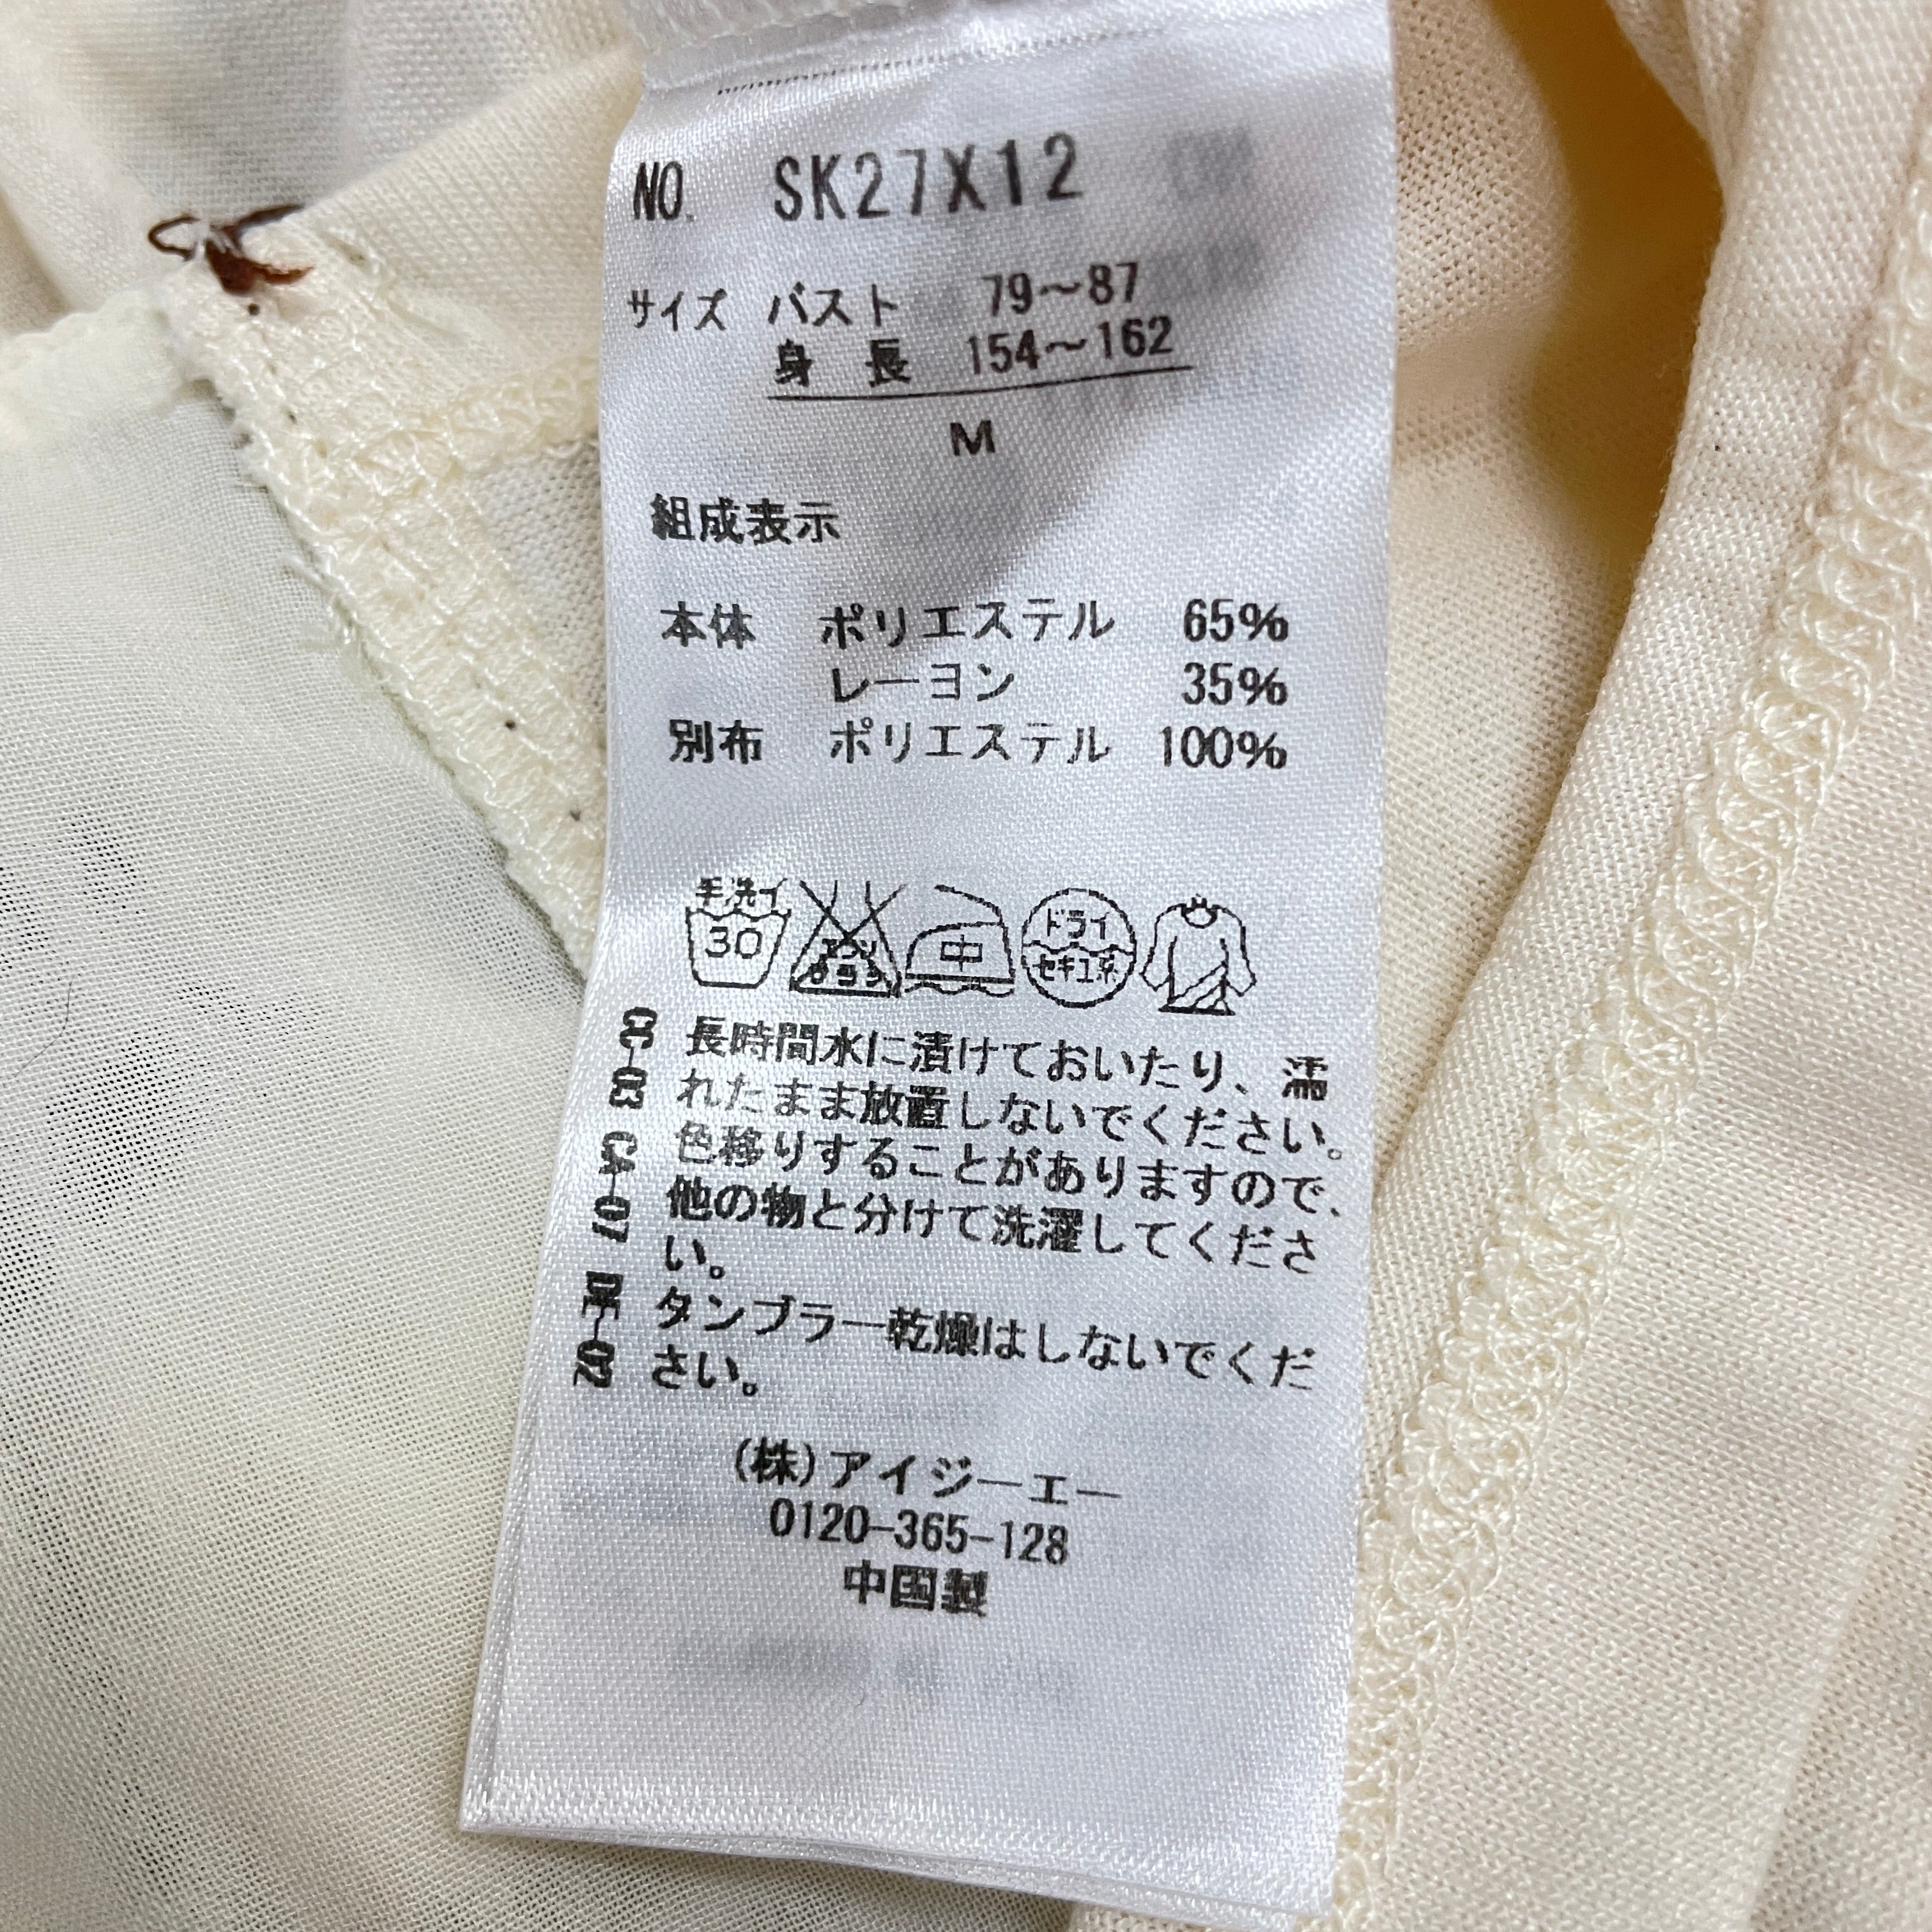 NO. SK27X12
サイズ バスト 79～87
身長 154～162
M
組成表示
本体 ポリエステル 65%
レーヨン 35%
別布 ポリエステル 100%
手洗イ
30
エンソ
サラシ
中
ドライ
セキユ系
長時間水に漬けておいたり、濡
れたまま放置しないでください。
色移りすることがありますので、
他の物と分けて洗濯してくださ
い。
タンブラー乾燥はしないでくだ
さい。
CC-03 CA-07 DE-02
(株)アイジーエー
0120-365-128
中国製